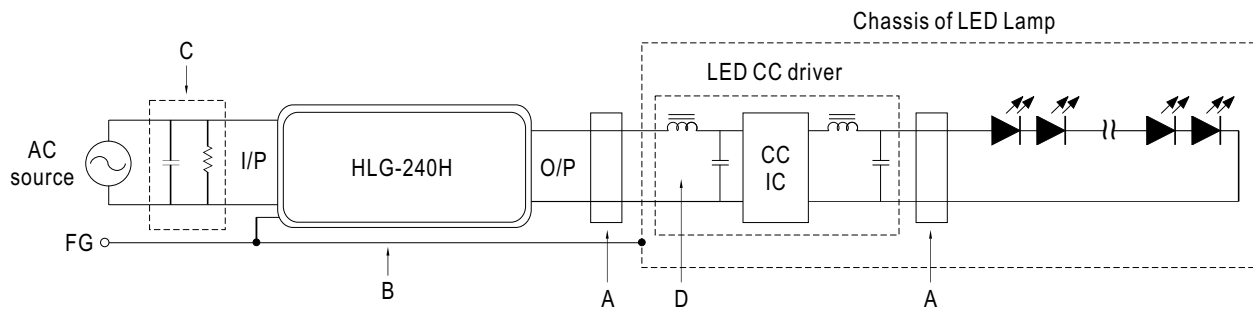 Chassis of LED Lamp
C
LED CC driver
AC
source
I/P
HLG-240H
O/P
CC
IC
FG
B
A
D
A